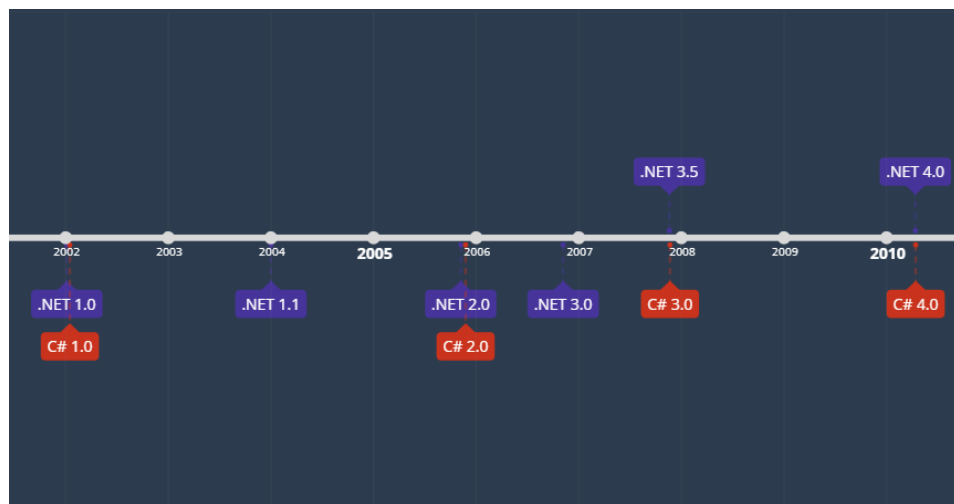 .NET 3.5
.NET 4.0
2002
2003
2004
2005
2006
2007
2008
2009
2010
.NET 1.0
.NET 1.1
.NET 2.0
.NET 3.0
C# 3.0
C# 4.0
C# 1.0
C# 2.0